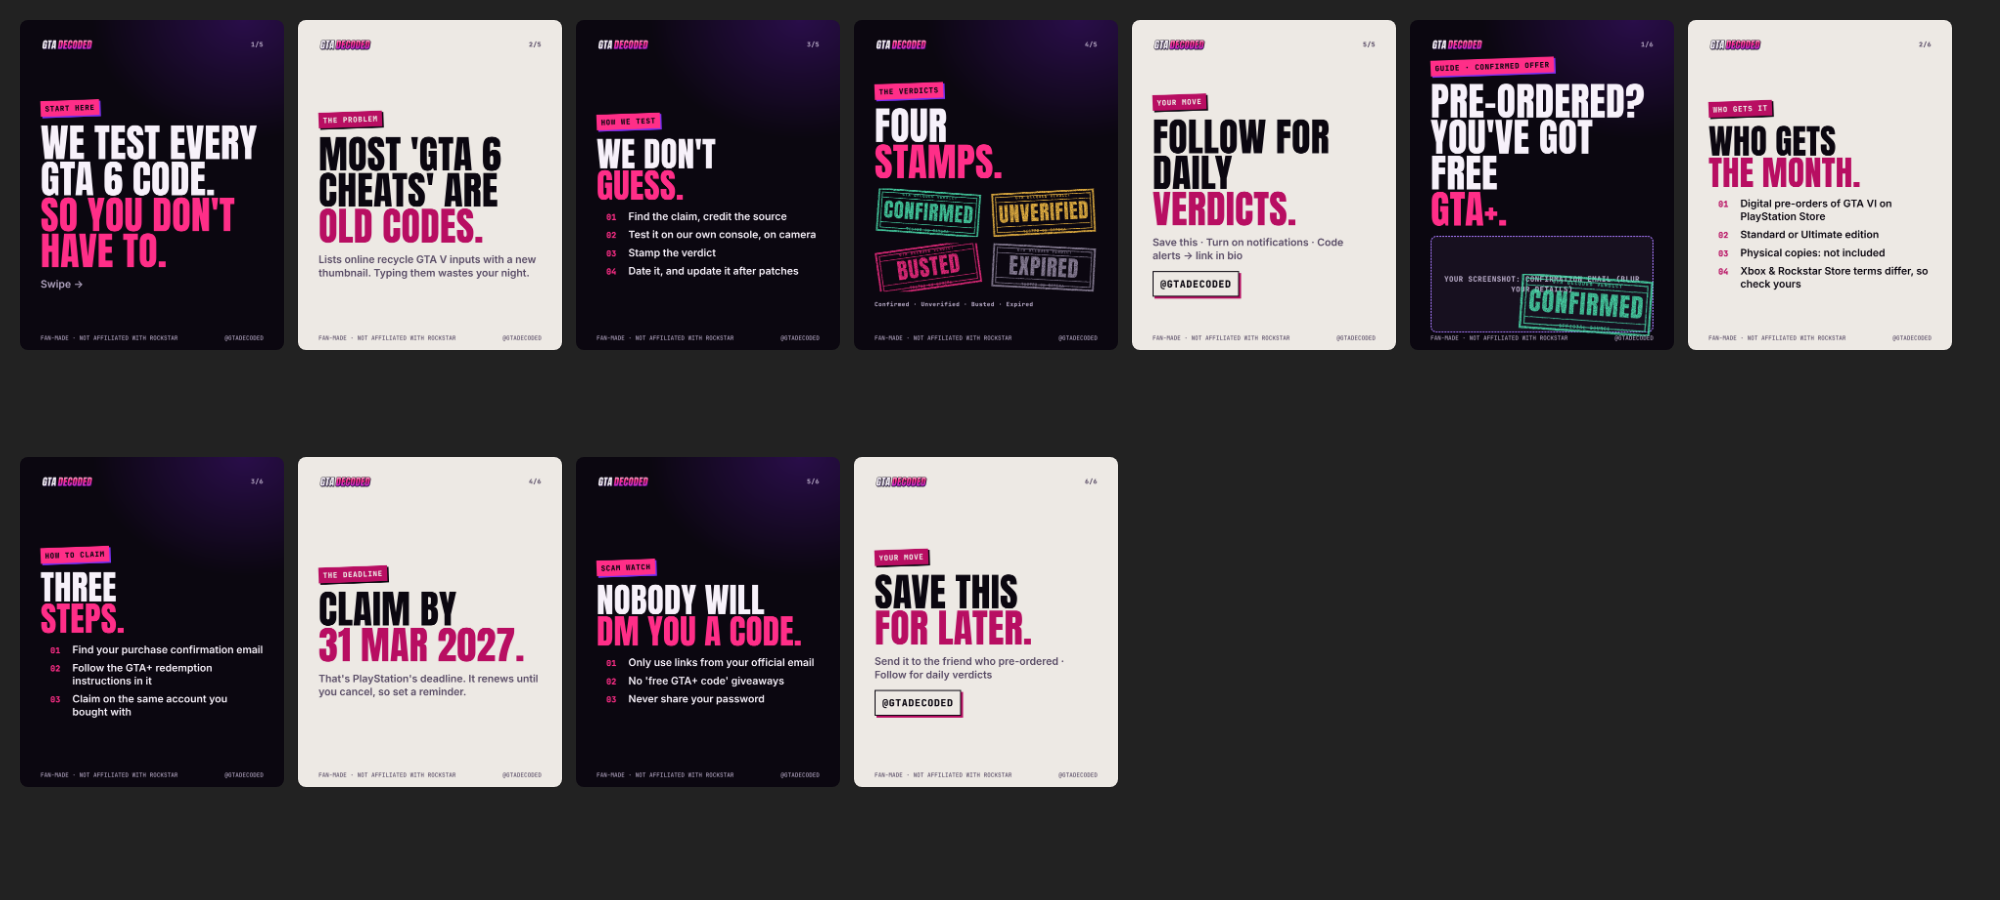 GTA DECODED
1/5
START HERE
WE TEST EVERY
GTA 6 CODE.
SO YOU DON'T
HAVE TO.
Swipe →
FAN-MADE · NOT AFFILIATED WITH ROCKSTAR
@GTADECODED
GTA DECODED
2/5
THE PROBLEM
MOST 'GTA 6
CHEATS' ARE
OLD CODES.
Lists online recycle GTA V inputs with a new
thumbnail. Typing them wastes your night.
FAN-MADE · NOT AFFILIATED WITH ROCKSTAR
@GTADECODED
GTA DECODED
3/5
HOW WE TEST
WE DON'T
GUESS.
01 Find the claim, credit the source
02 Test it on our own console, on camera
03 Stamp the verdict
04 Date it, and update it after patches
FAN-MADE · NOT AFFILIATED WITH ROCKSTAR
@GTADECODED
GTA DECODED
4/5
THE VERDICTS
FOUR
STAMPS.
CONFIRMED
UNVERIFIED
BUSTED
EXPIRED
Confirmed · Unverified · Busted · Expired
FAN-MADE · NOT AFFILIATED WITH ROCKSTAR
@GTADECODED
GTA DECODED
5/5
YOUR MOVE
FOLLOW FOR
DAILY
VERDICTS.
Save this · Turn on notifications · Code
alerts → link in bio
@GTADECODED
FAN-MADE · NOT AFFILIATED WITH ROCKSTAR
@GTADECODED
GTA DECODED
1/6
GUIDE · CONFIRMED OFFER
PRE-ORDERED?
YOU'VE GOT
FREE
GTA+.
YOUR SCREENSHOT: CONFIRMATION EMAIL (BLUR
YOUR DETAILS)
CONFIRMED
FAN-MADE · NOT AFFILIATED WITH ROCKSTAR
@GTADECODED
GTA DECODED
2/6
WHO GETS IT
WHO GETS
THE MONTH.
01 Digital pre-orders of GTA VI on
PlayStation Store
02 Standard or Ultimate edition
03 Physical copies: not included
04 Xbox & Rockstar Store terms differ, so
check yours
FAN-MADE · NOT AFFILIATED WITH ROCKSTAR
@GTADECODED
GTA DECODED
3/6
HOW TO CLAIM
THREE
STEPS.
01 Find your purchase confirmation email
02 Follow the GTA+ redemption
instructions in it
03 Claim on the same account you
bought with
FAN-MADE · NOT AFFILIATED WITH ROCKSTAR
@GTADECODED
GTA DECODED
4/6
THE DEADLINE
CLAIM BY
31 MAR 2027.
That's PlayStation's deadline. It renews until
you cancel, so set a reminder.
FAN-MADE · NOT AFFILIATED WITH ROCKSTAR
@GTADECODED
GTA DECODED
5/6
SCAM WATCH
NOBODY WILL
DM YOU A CODE.
01 Only use links from your official email
02 No 'free GTA+ code' giveaways
03 Never share your password
FAN-MADE · NOT AFFILIATED WITH ROCKSTAR
@GTADECODED
GTA DECODED
6/6
YOUR MOVE
SAVE THIS
FOR LATER.
Send it to the friend who pre-ordered ·
Follow for daily verdicts
@GTADECODED
FAN-MADE · NOT AFFILIATED WITH ROCKSTAR
@GTADECODED